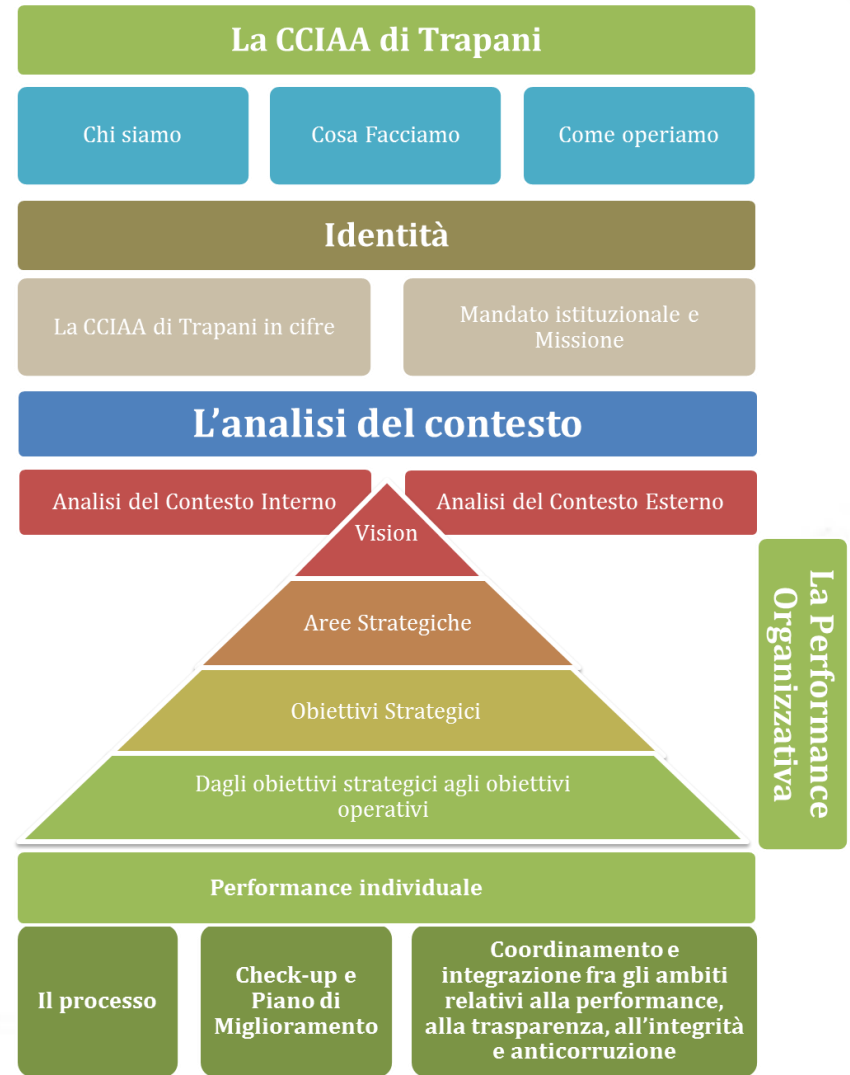 La CCIAA di Trapani
Chi siamo
Cosa Facciamo
Come operiamo
Identità
La CCIAA di Trapani in cifre
Mandato istituzionale e
Missione
L’analisi del contesto
Analisi del Contesto Interno
Analisi del Contesto Esterno
Vision
Aree Strategiche
Obiettivi Strategici
Dagli obiettivi strategici agli obiettivi
operativi
La Performance
Organizzativa
Performance individuale
Il processo
Check-up e
Piano di
Miglioramento
Coordinamento e
integrazione fra gli ambiti
relativi alla performance,
alla trasparenza, all’integrità
e anticorruzione